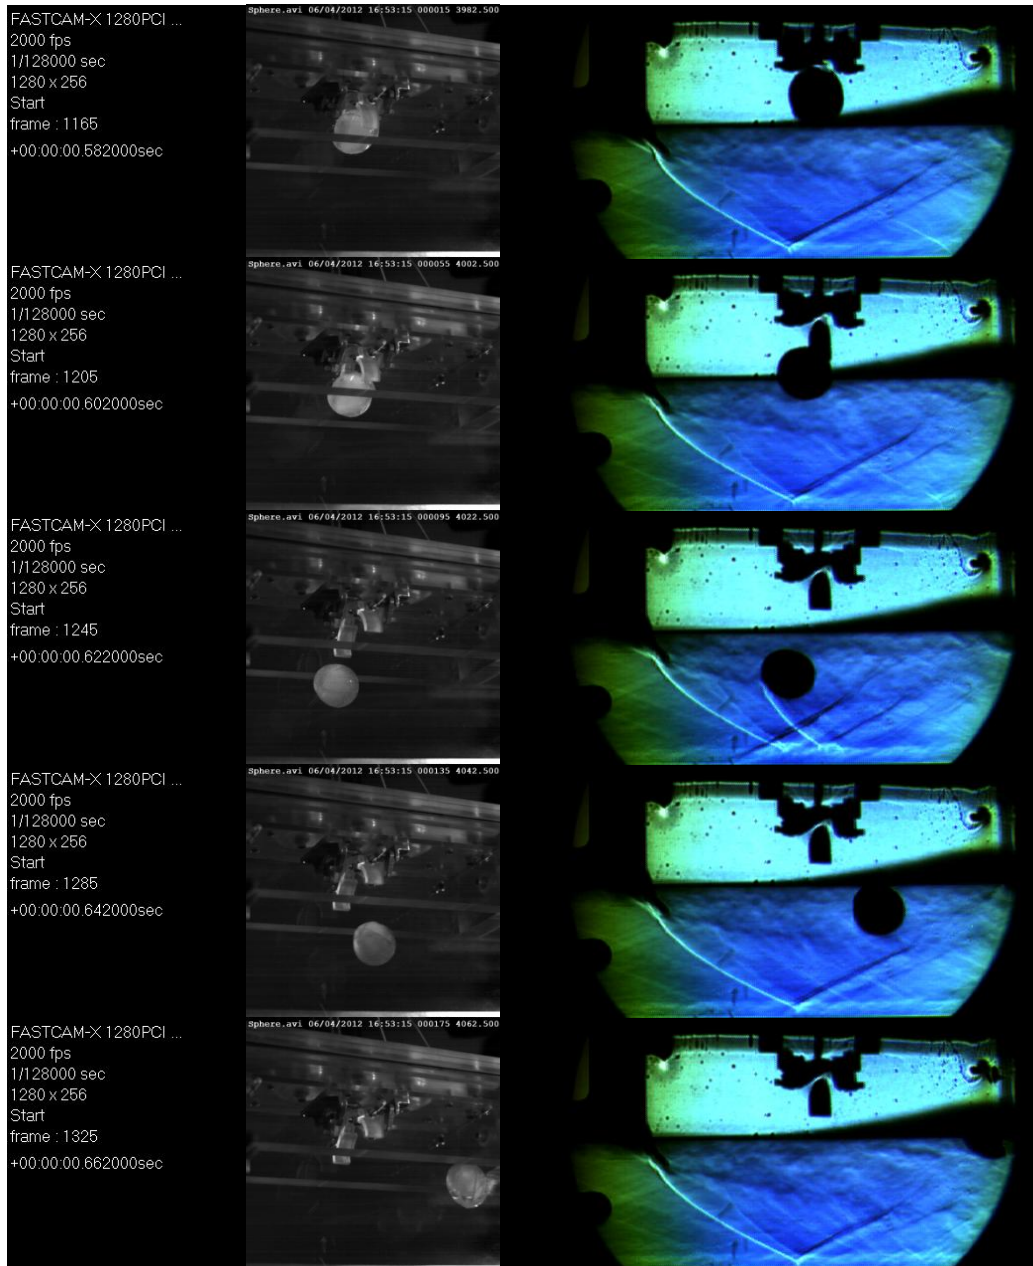 FASTCAM-X 1280PCI ...
2000 fps
1/128000 sec
1280 x 256
Start
frame : 1165
+00:00:00.582000sec
Sphere.avi 06/04/2012 16:53:15 000015 3982.500
FASTCAM-X 1280PCI ...
2000 fps
1/128000 sec
1280 x 256
Start
frame : 1205
+00:00:00.602000sec
Sphere.avi 06/04/2012 16:53:15 000055 4002.500
FASTCAM-X 1280PCI ...
2000 fps
1/128000 sec
1280 x 256
Start
frame : 1245
+00:00:00.622000sec
Sphere.avi 06/04/2012 16:53:15 000095 4022.500
FASTCAM-X 1280PCI ...
2000 fps
1/128000 sec
1280 x 256
Start
frame : 1285
+00:00:00.642000sec
Sphere.avi 06/04/2012 16:53:15 000135 4042.500
FASTCAM-X 1280PCI ...
2000 fps
1/128000 sec
1280 x 256
Start
frame : 1325
+00:00:00.662000sec
Sphere.avi 06/04/2012 16:53:15 000175 4062.500